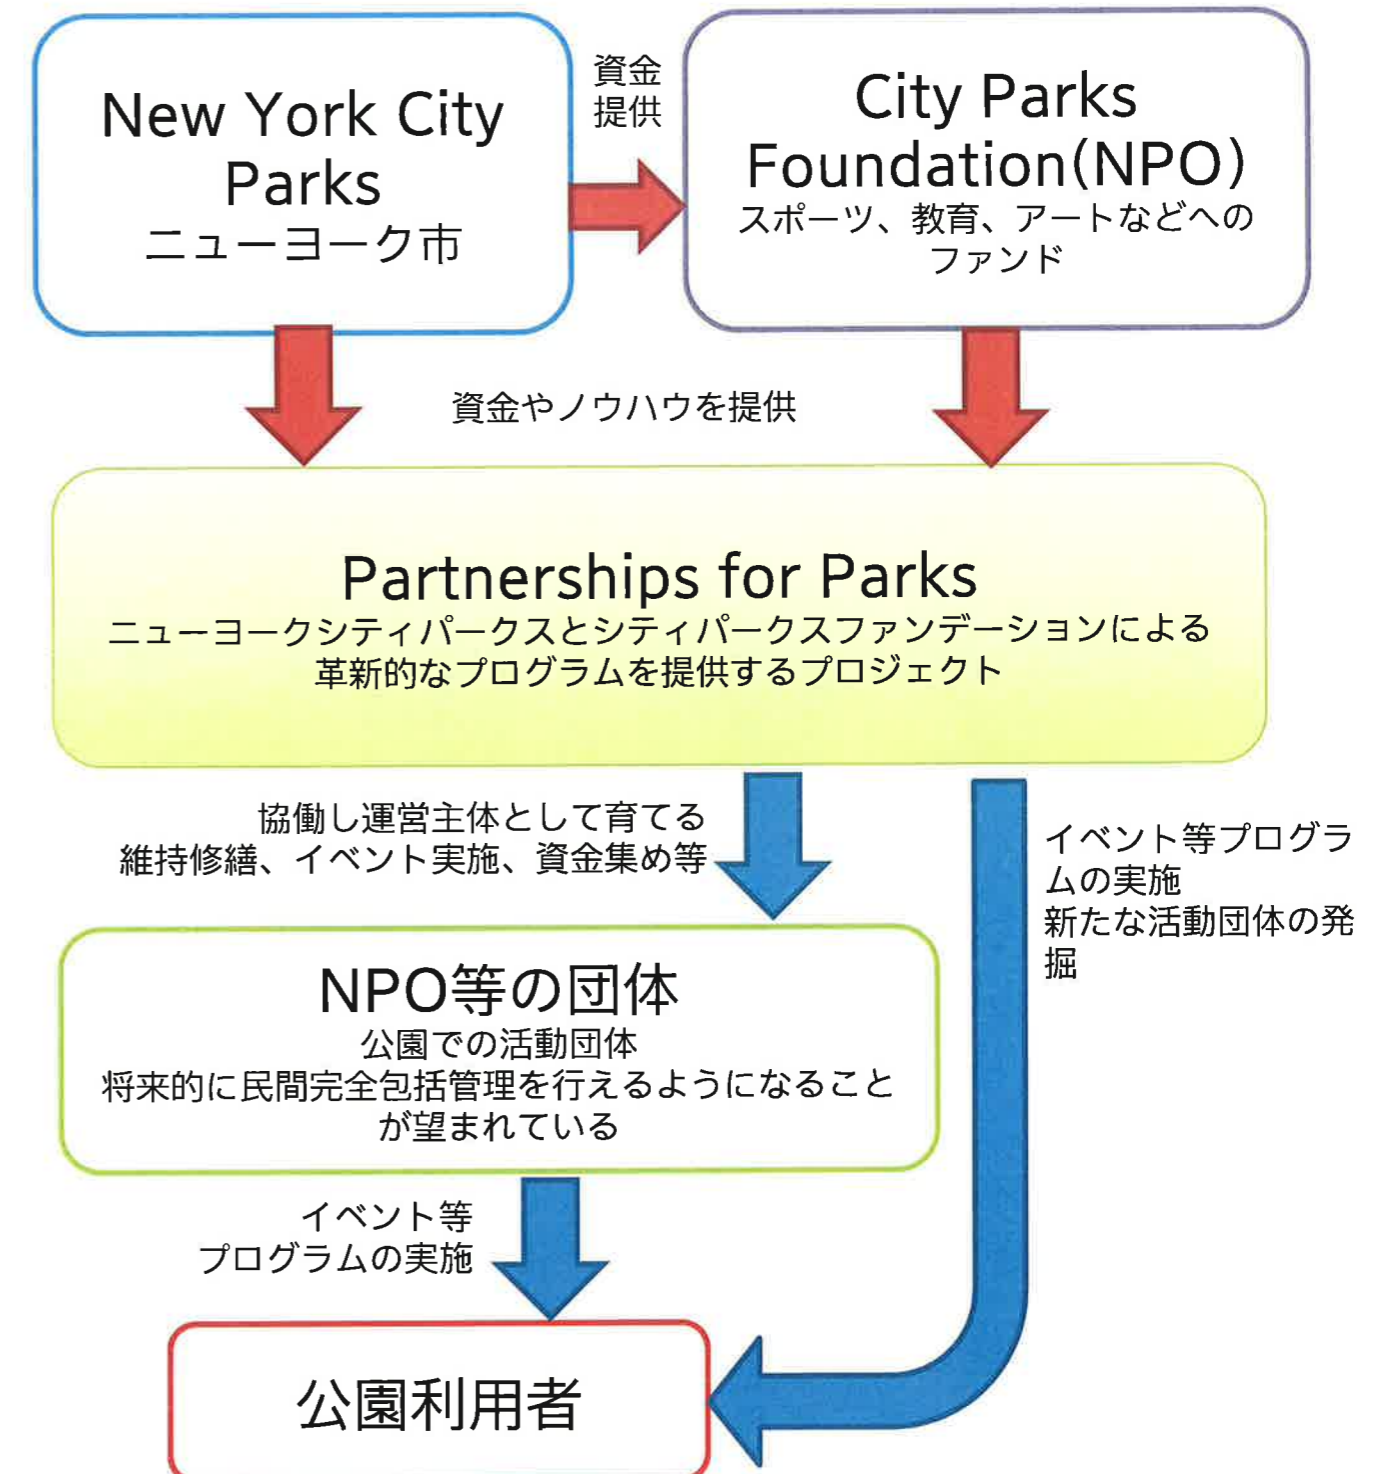 New York City
Parks
ニューヨーク市
資金
提供
City Parks
Foundation(NPO)
スポーツ、教育、アートなどへの
ファンド
資金やノウハウを提供
Partnerships for Parks
ニューヨークシティパークスとシティパークスファンデーションによる
革新的なプログラムを提供するプロジェクト
協働し運営主体として育てる
維持修繕、イベント実施、資金集め等
イベント等プログラ
ムの実施
新たな活動団体の発
掘
NPO等の団体
公園での活動団体
将来的に民間完全包括管理を行えるようになること
が望まれている
イベント等
プログラムの実施
公園利用者